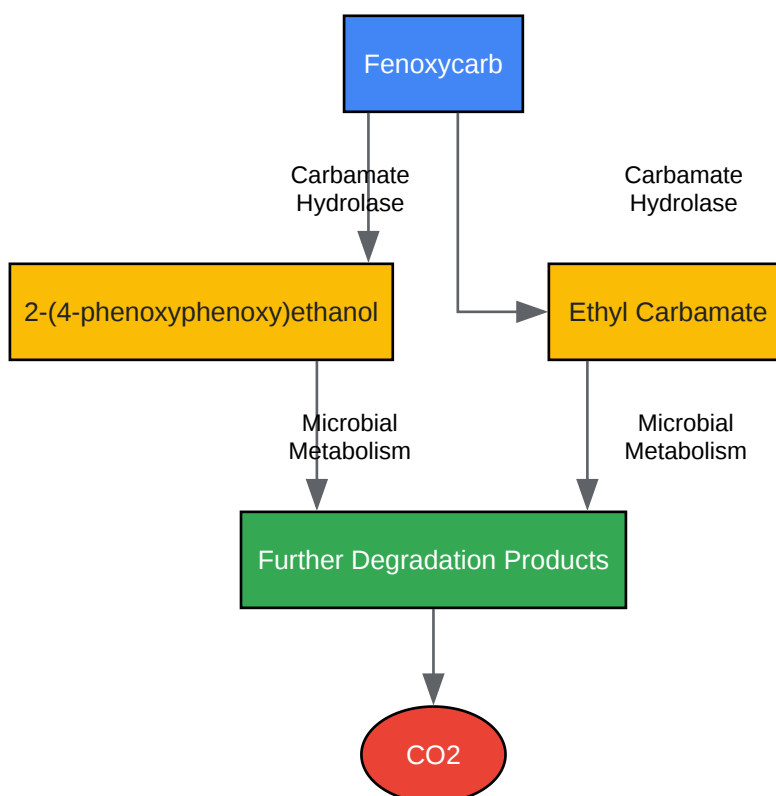 Fenoxycarb
Carbamate
Hydrolase
Carbamate
Hydrolase
2-(4-phenoxyphenoxy)ethanol
Ethyl Carbamate
Microbial
Metabolism
Microbial
Metabolism
Further Degradation Products
CO2